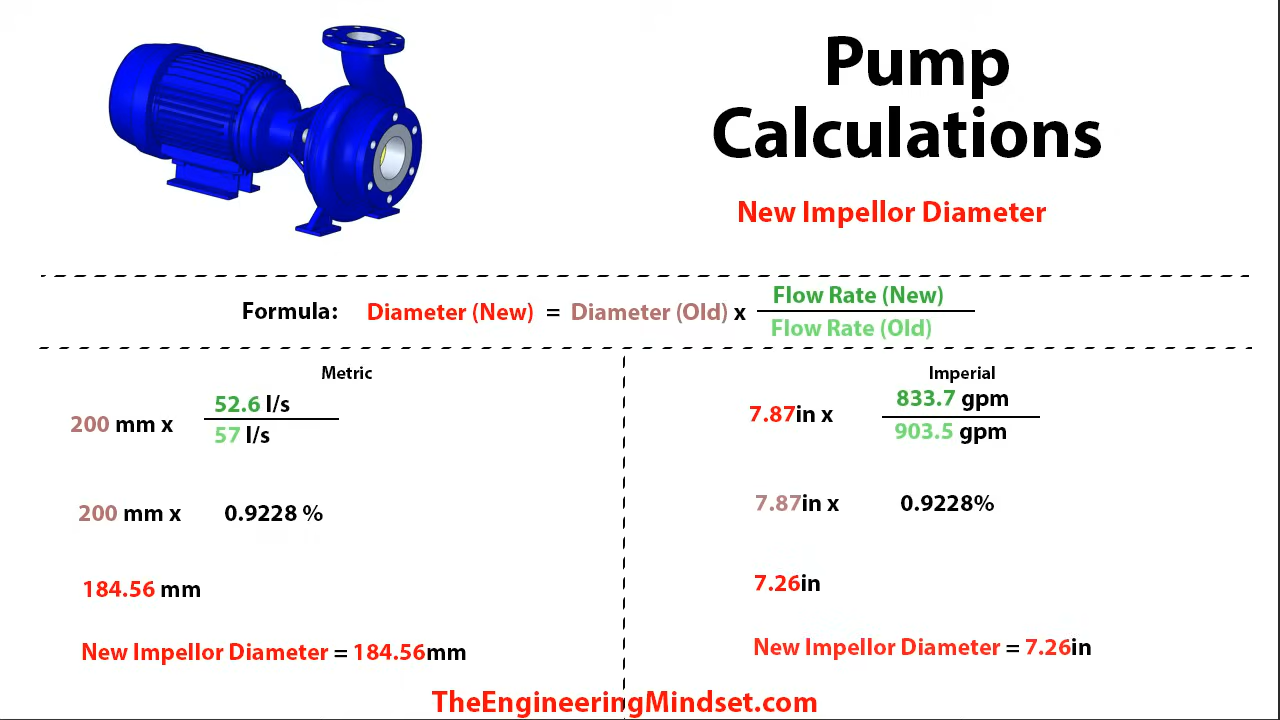 Pump
Calculations
New Impellor Diameter
Formula: Diameter (New) = Diameter (Old) x Flow Rate (New)
Flow Rate (Old)
Metric
200 mm x 52.6 l/s
57 l/s
200 mm x 0.9228 %
184.56 mm
New Impellor Diameter = 184.56mm
Imperial
7.87in x 833.7 gpm
903.5 gpm
7.87in x 0.9228%
7.26in
New Impellor Diameter = 7.26in
TheEngineeringMindset.com